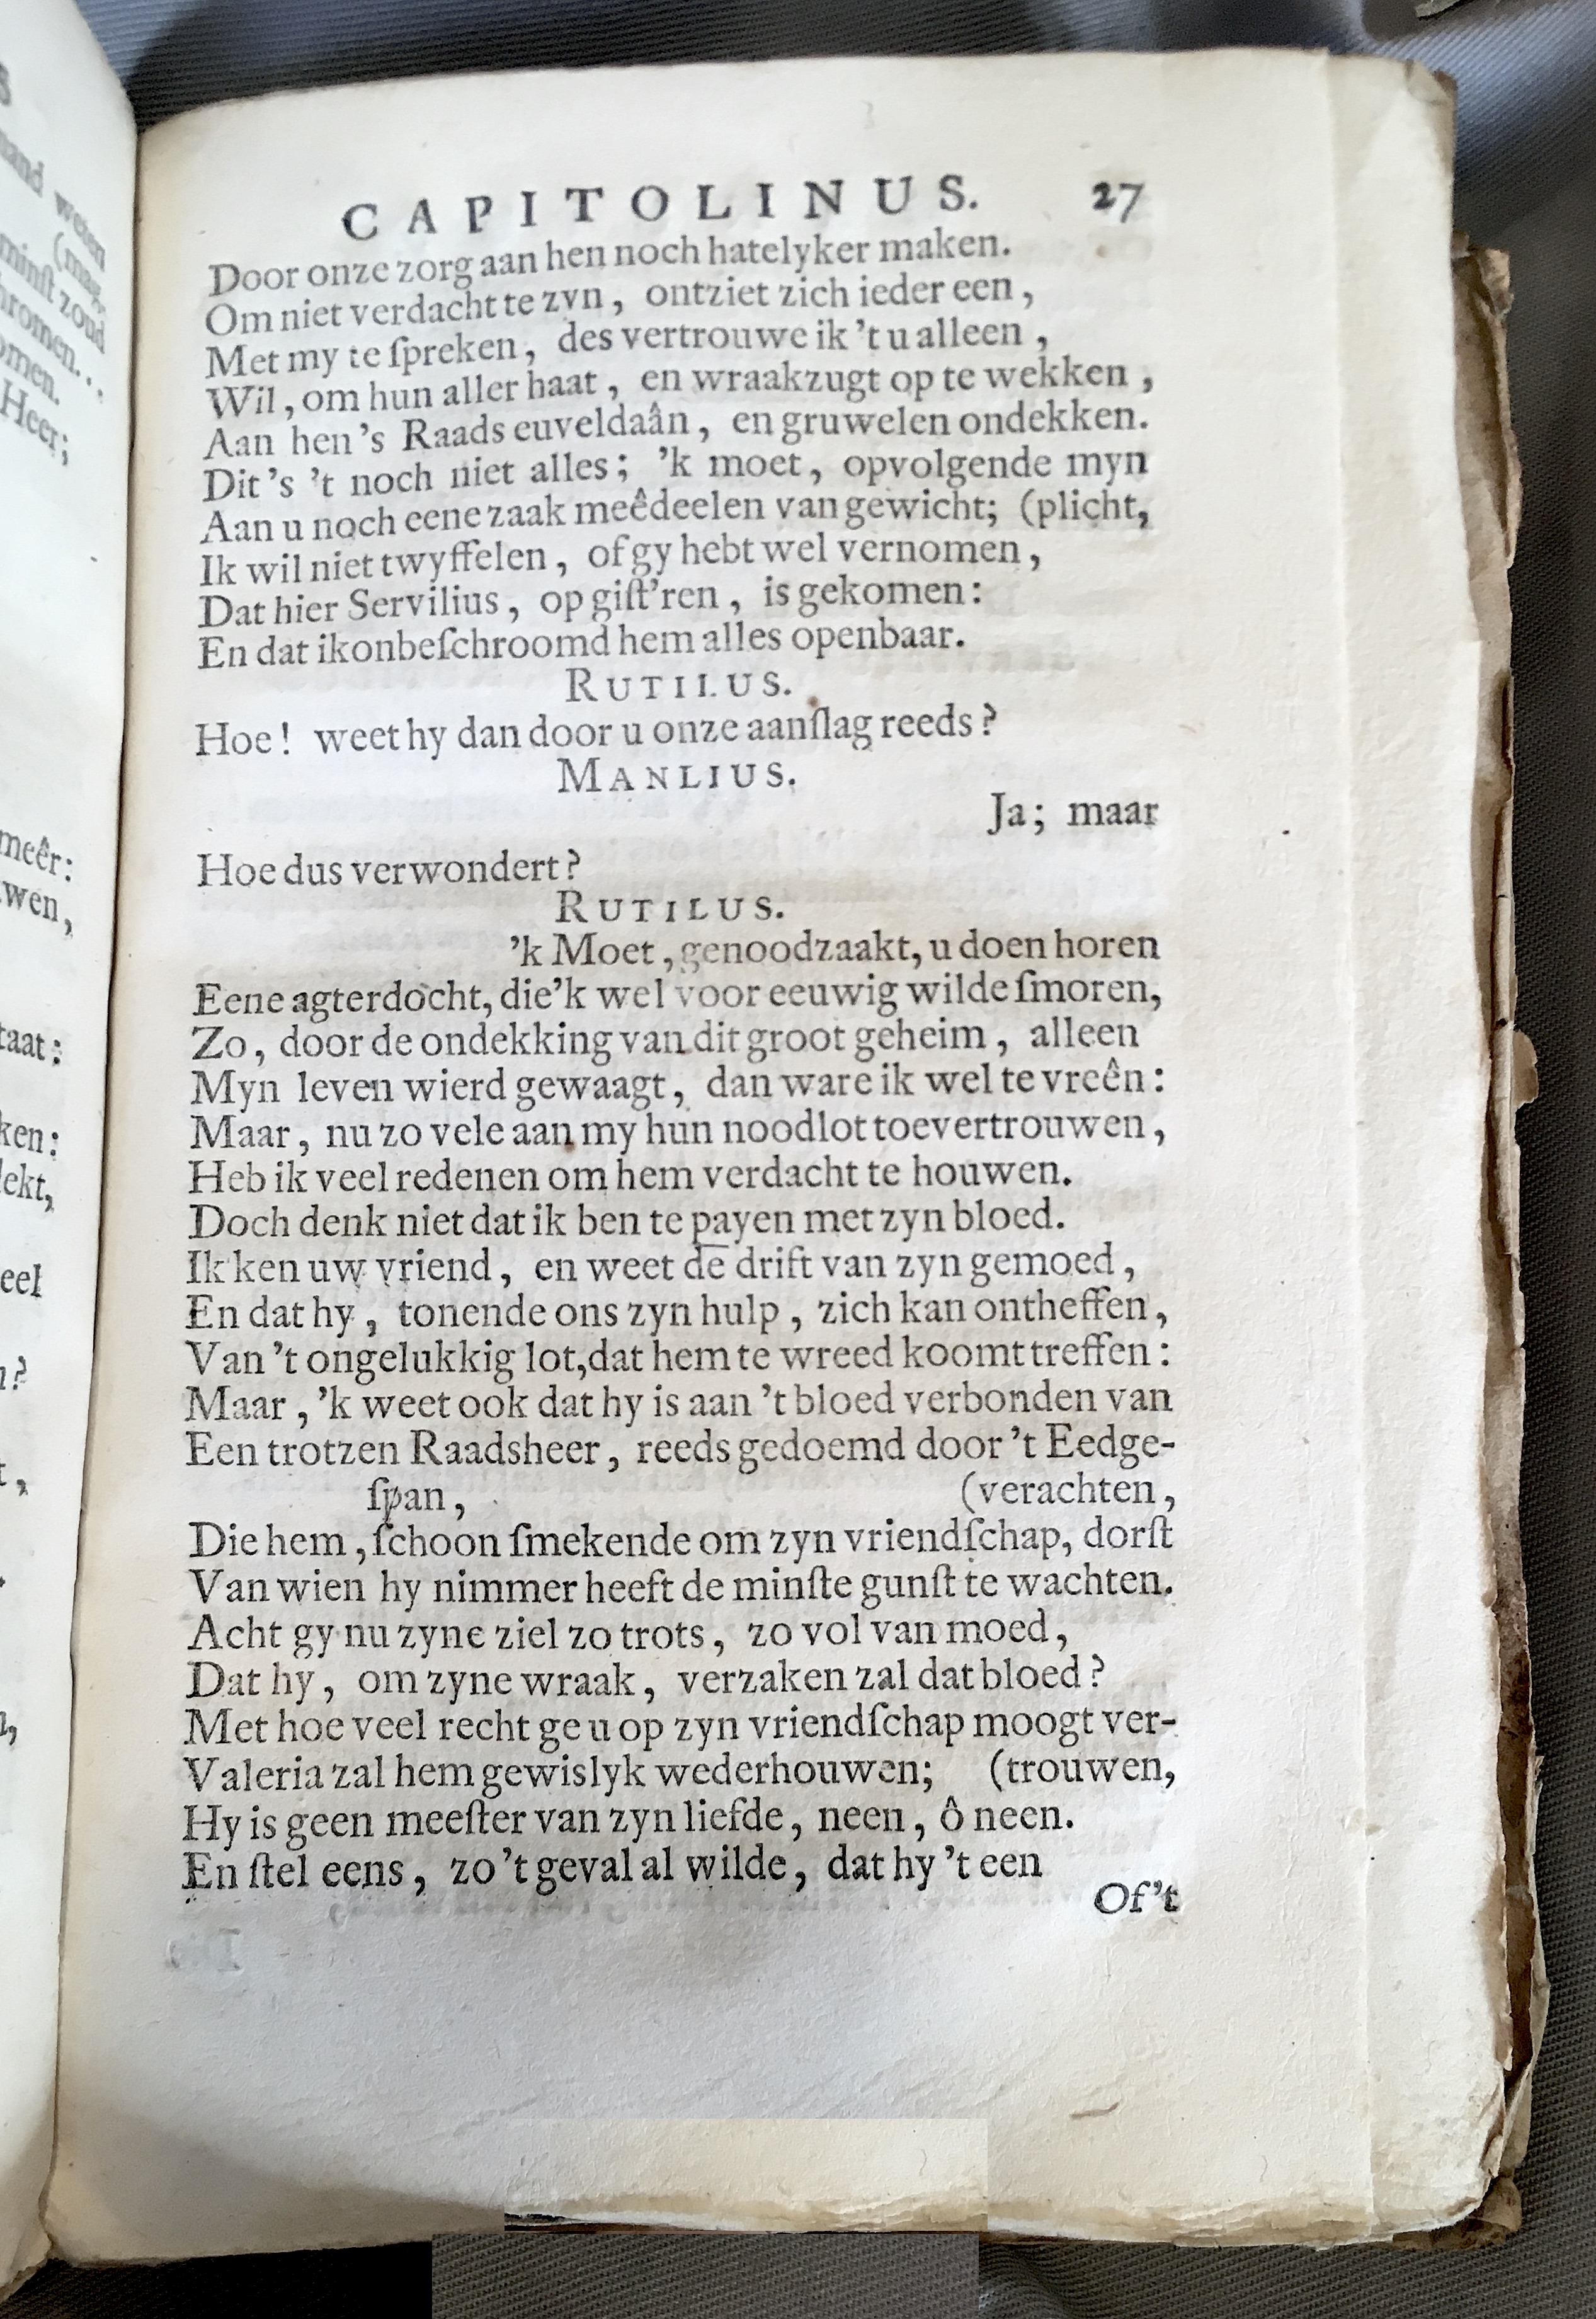 CAPITOLINUS. 27
Door onze zorg aan hen noch hatelyker maken.
Om niet verdacht te zyn, ontziet zich ieder een,
Met my te ſpreken, des vertrouwe ik 't u alleen,
Wil, om hun aller haat, en wraakzugt op te wekken,
Aan hen 's Raads euveldaân, en gruwelen ondekken.
Dit 's 't noch niet alles; 'k moet, opvolgende myn
Aan u noch eene zaak meêdeelen van gewicht; (plicht,
Ik wil niet twyffelen, of gy hebt wel vernomen,
Dat hier Servilius, op giſt'ren, is gekomen:
En dat ik onbeſchroomd hem alles openbaar.
RUTILUS.
Hoe! weet hy dan door u onze aanſlag reeds?
MANLIUS.
Ja; maar
Hoe dus verwondert?
RUTILUS.
'k Moet, genoodzaakt, u doen horen
Eene agterdocht, die 'k wel voor eeuwig wilde ſmoren,
Zo, door de ondekking van dit groot geheim, alleen
Myn leven wierd gewaagt, dan ware ik wel te vreên:
Maar, nu zo vele aan my hun noodlot toevertrouwen,
Heb ik veel redenen om hem verdacht te houwen.
Doch denk niet dat ik ben te payen met zyn bloed.
Ik ken uw vriend, en weet de drift van zyn gemoed,
En dat hy, tonende ons zyn hulp, zich kan ontheffen,
Van 't ongelukkig lot, dat hem te wreed koomt treffen:
Maar, 'k weet ook dat hy is aan 't bloed verbonden van
Een trotzen Raadsheer, reeds gedoemd door 't Eedge-
ſpan, (verachten,
Die hem, ſchoon ſmekende om zyn vriendſchap, dorſt
Van wien hy nimmer heeft de minſte gunſt te wachten.
Acht gy nu zyne ziel zo trots, zo vol van moed,
Dat hy, om zyne wraak, verzaken zal dat bloed?
Met hoe veel recht ge u op zyn vriendſchap moogt ver-
Valeria zal hem gewislyk wederhouwen; (trouwen,
Hy is geen meeſter van zyn liefde, neen, ô neen.
En ſtel eens, zo 't geval al wilde, dat hy 't een
Of 't